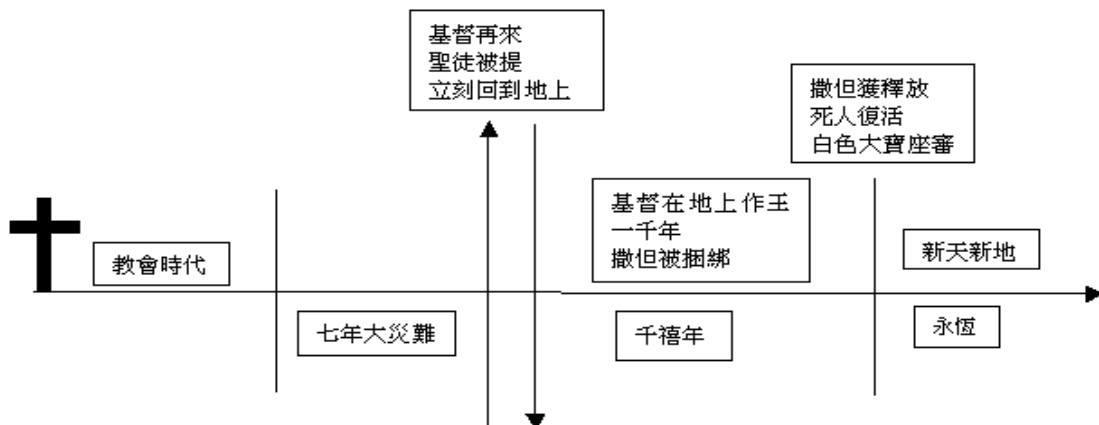 基督再來
聖徒被提
立刻回到地上
撒但獲釋放
死人復活
白色大寶座審
基督在地上作王
一千年
撒但被捆綁
教會時代
新天新地
七年大災難
千禧年
永恆